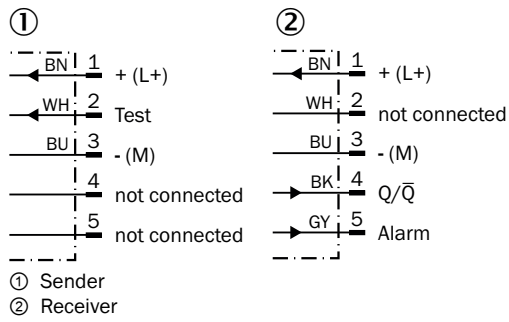 ① ②
BN 1 + (L+)
WH 2 Test
BU 3 - (M)
4 not connected
5 not connected
BN 1 + (L+)
WH 2 not connected
BU 3 - (M)
BK 4 Q/Q̅
GY 5 Alarm
① Sender
② Receiver